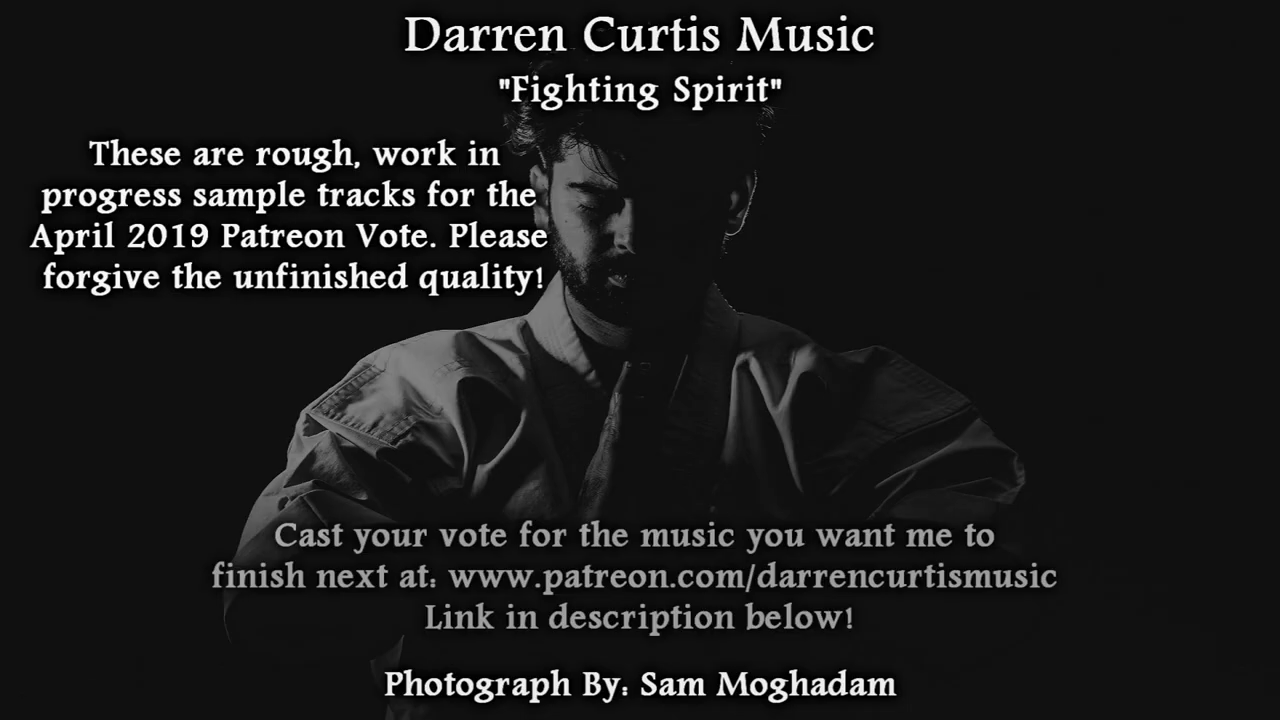 Darren Curtis Music
"Fighting Spirit"
These are rough, work in
progress sample tracks for the
April 2019 Patreon Vote. Please
forgive the unfinished quality!
Cast your vote for the music you want me to
finish next at: www.patreon.com/darrencurtismusic
Link in description below!
Photograph By: Sam Moghadam